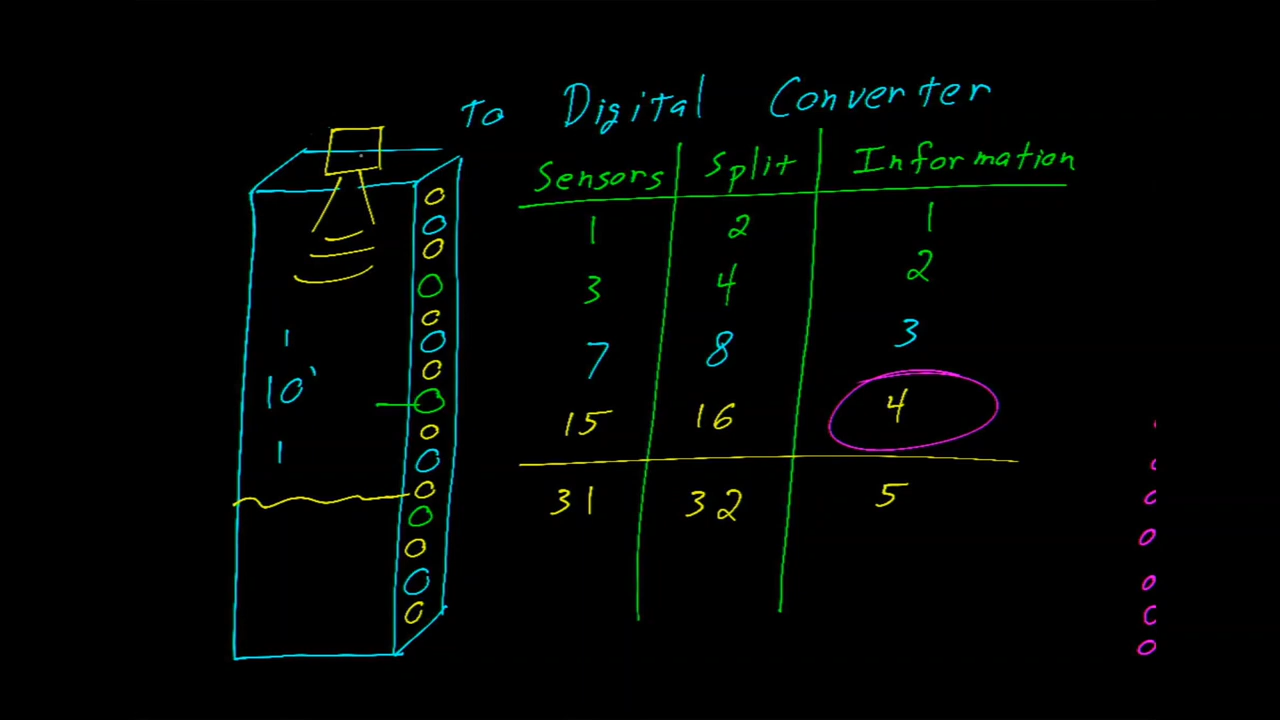 to Digital Converter
Sensors Split Information
1 2 1
3 4 2
7 8 3
15 16 4
31 32 5
10'